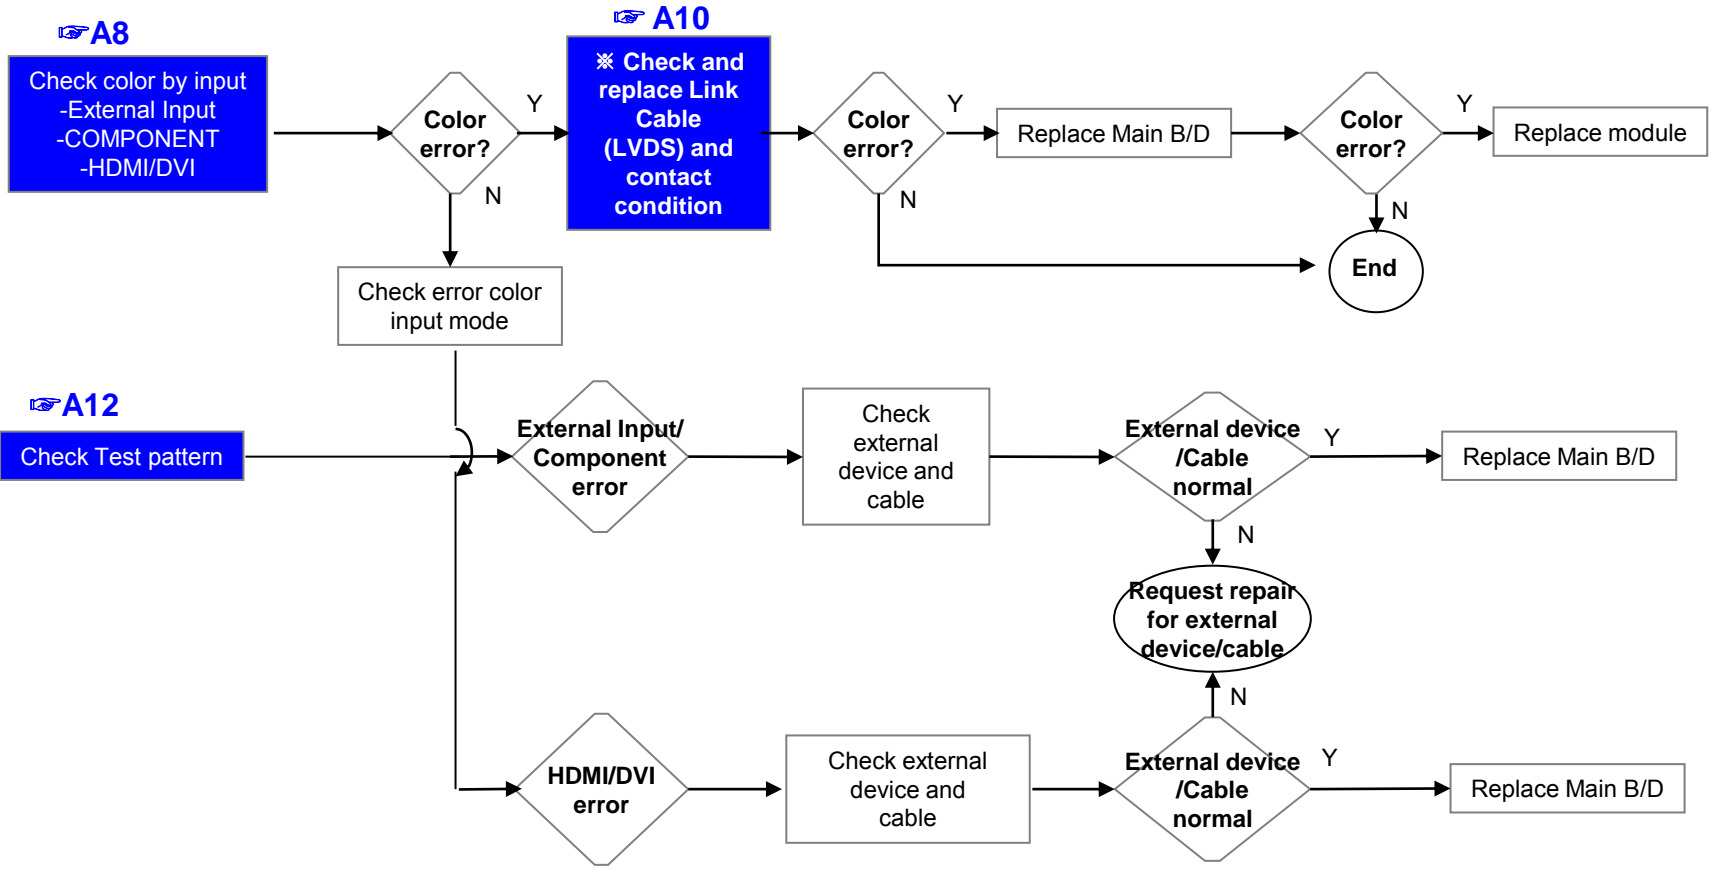 ☞A8
Check color by input
-External Input
-COMPONENT
-HDMI/DVI
Color
error?
Y
N
☞ A10
※ Check and
replace Link
Cable
(LVDS) and
contact
condition
Color
error?
Y
N
Replace Main B/D
Color
error?
Y
N
Replace module
End
Check error color
input mode
☞A12
Check Test pattern
External Input/
Component
error
Check
external
device and
cable
External device
/Cable
normal
Y
N
Replace Main B/D
Request repair
for external
device/cable
N
HDMI/DVI
error
Check external
device and
cable
External device
/Cable
normal
Y
Replace Main B/D